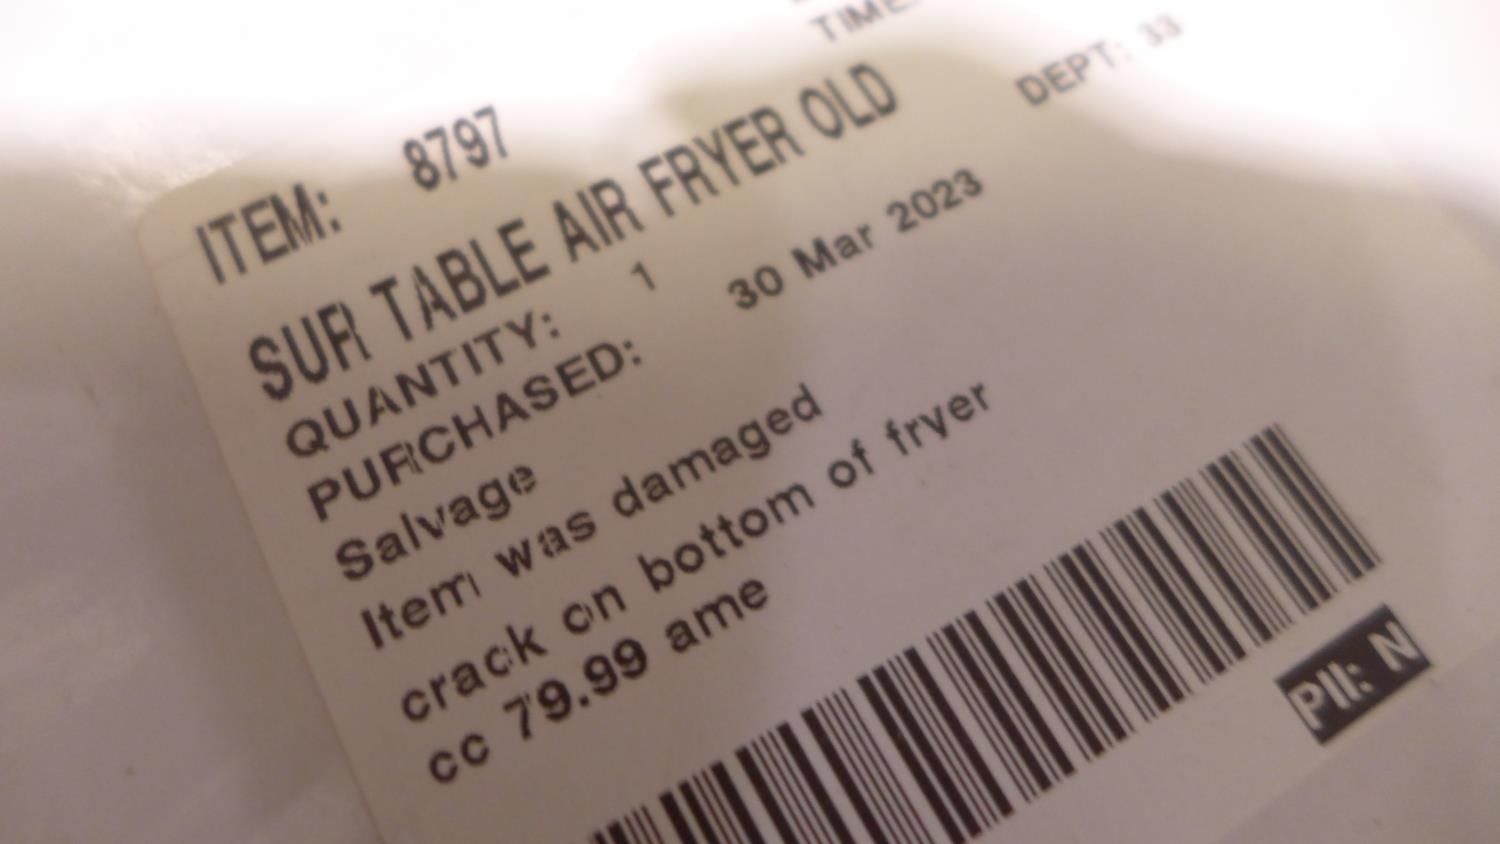 TIME:
DEPT: 33
ITEM: 8797
SUR TABLE AIR FRYER OLD
QUANTITY: 1
PURCHASED: 30 Mar 2023
Salvage
Item was damaged
crack on bottom of fryer
cc 79.99 ame
PII: N